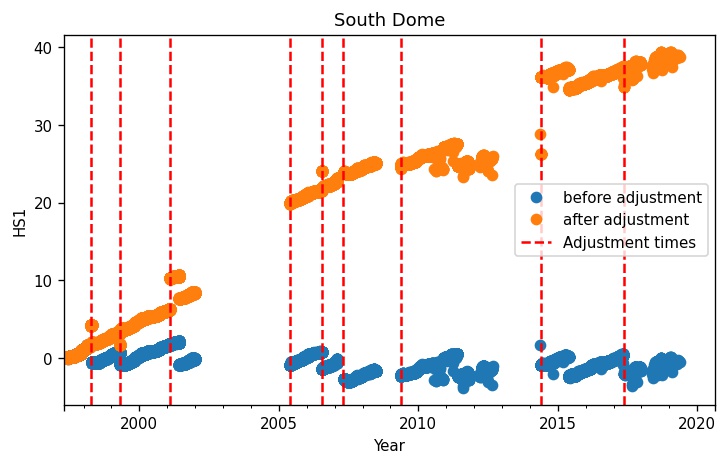 South Dome
40
30
20
10
0
HS1
before adjustment
after adjustment
Adjustment times
2000
2005
2010
2015
2020
Year